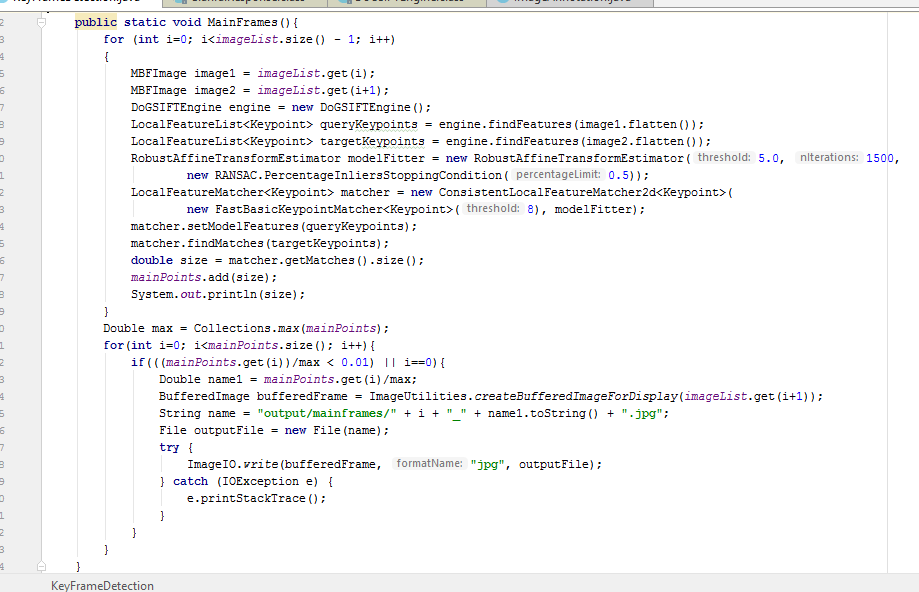 public static void MainFrames(){
for (int i=0; i<imageList.size() - 1; i++)
{
MBFImage image1 = imageList.get(i);
MBFImage image2 = imageList.get(i+1);
DoGSIFTEngine engine = new DoGSIFTEngine();
LocalFeatureList<Keypoint> queryKeypoints = engine.findFeatures(image1.flatten());
LocalFeatureList<Keypoint> targetKeypoints = engine.findFeatures(image2.flatten());
RobustAffineTransformEstimator modelFitter = new RobustAffineTransformEstimator( threshold: 5.0, nIterations: 1500,
new RANSAC.PercentageInliersStoppingCondition( percentageLimit: 0.5));
LocalFeatureMatcher<Keypoint> matcher = new ConsistentLocalFeatureMatcher2d<Keypoint>(
new FastBasicKeypointMatcher<Keypoint>( threshold: 8), modelFitter);
matcher.setModelFeatures(queryKeypoints);
matcher.findMatches(targetKeypoints);
double size = matcher.getMatches().size();
mainPoints.add(size);
System.out.println(size);
}
Double max = Collections.max(mainPoints);
for(int i=0; i<mainPoints.size(); i++){
if(((mainPoints.get(i))/max < 0.01) || i==0){
Double name1 = mainPoints.get(i)/max;
BufferedImage bufferedFrame = ImageUtilities.createBufferedImageForDisplay(imageList.get(i+1));
String name = "output/mainframes/" + i + "_" + name1.toString() + ".jpg";
File outputFile = new File(name);
try {
ImageIO.write(bufferedFrame, formatName: "jpg", outputFile);
} catch (IOException e) {
e.printStackTrace();
}
}
}
}
KeyFrameDetection